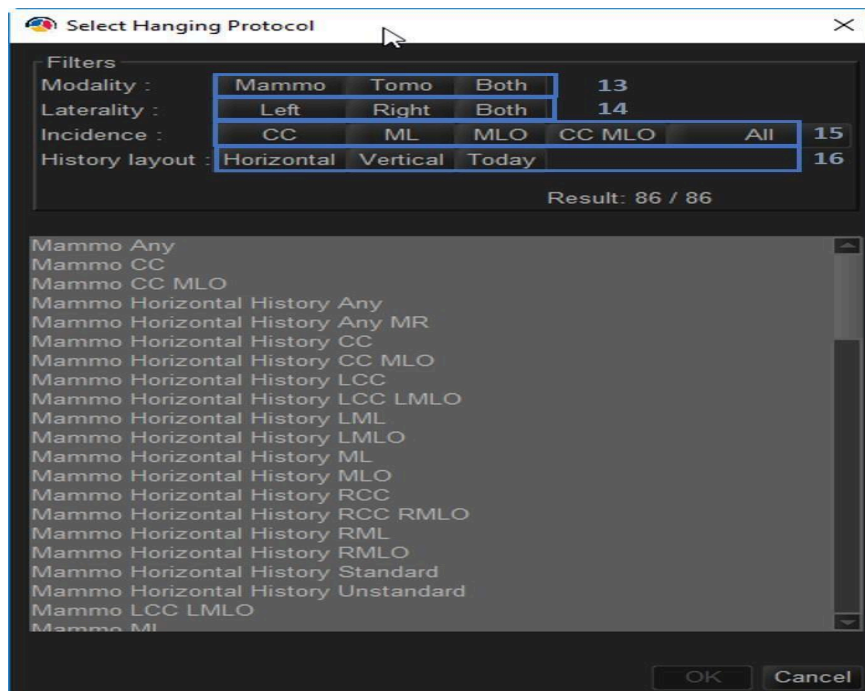 Select Hanging Protocol
Filters
Modality : Mammo Tomo Both 13
Laterality : Left Right Both 14
Incidence : CC ML MLO CC MLO All 15
History layout : Horizontal Vertical Today 16
Result: 86 / 86
Mammo Any
Mammo CC
Mammo CC MLO
Mammo Horizontal History Any
Mammo Horizontal History Any MR
Mammo Horizontal History CC
Mammo Horizontal History CC MLO
Mammo Horizontal History LCC
Mammo Horizontal History LCC LMLO
Mammo Horizontal History LML
Mammo Horizontal History LMLO
Mammo Horizontal History ML
Mammo Horizontal History MLO
Mammo Horizontal History RCC
Mammo Horizontal History RCC RMLO
Mammo Horizontal History RML
Mammo Horizontal History RMLO
Mammo Horizontal History Standard
Mammo Horizontal History Unstandard
Mammo LCC LMLO
Mammo ML
OK Cancel